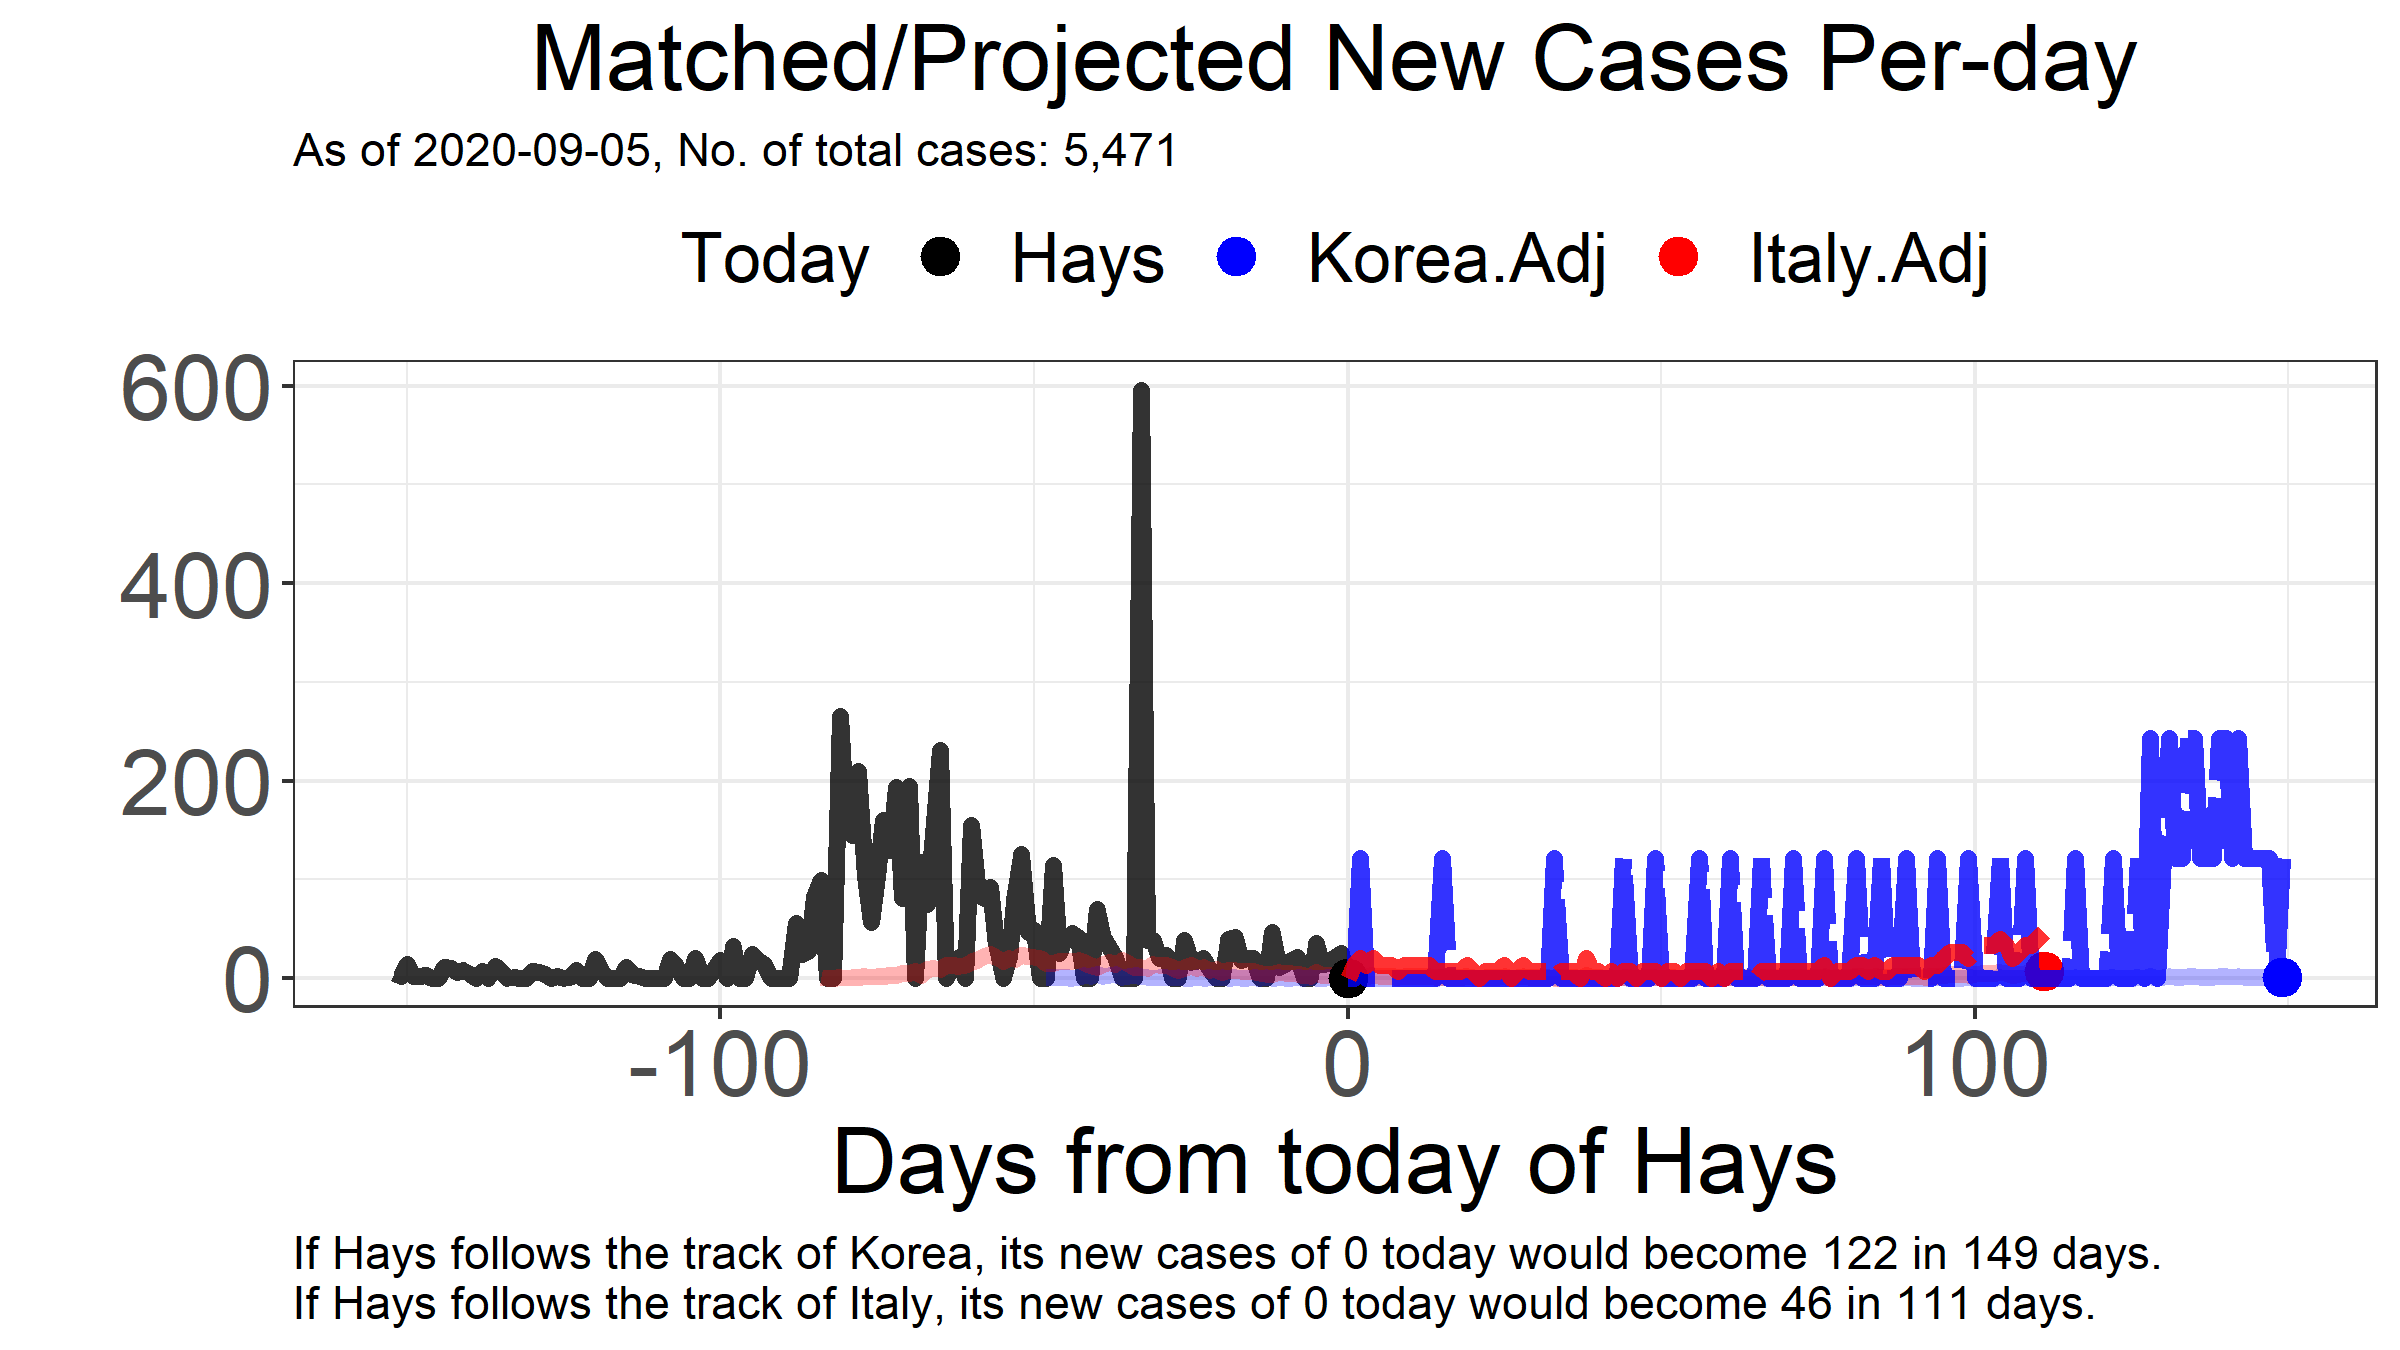 Matched/Projected New Cases Per-day
As of 2020-09-05, No. of total cases: 5,471
Today Hays Korea.Adj Italy.Adj
600
400
200
0
-100 0 100
Days from today of Hays
If Hays follows the track of Korea, its new cases of 0 today would become 122 in 149 days.
If Hays follows the track of Italy, its new cases of 0 today would become 46 in 111 days.